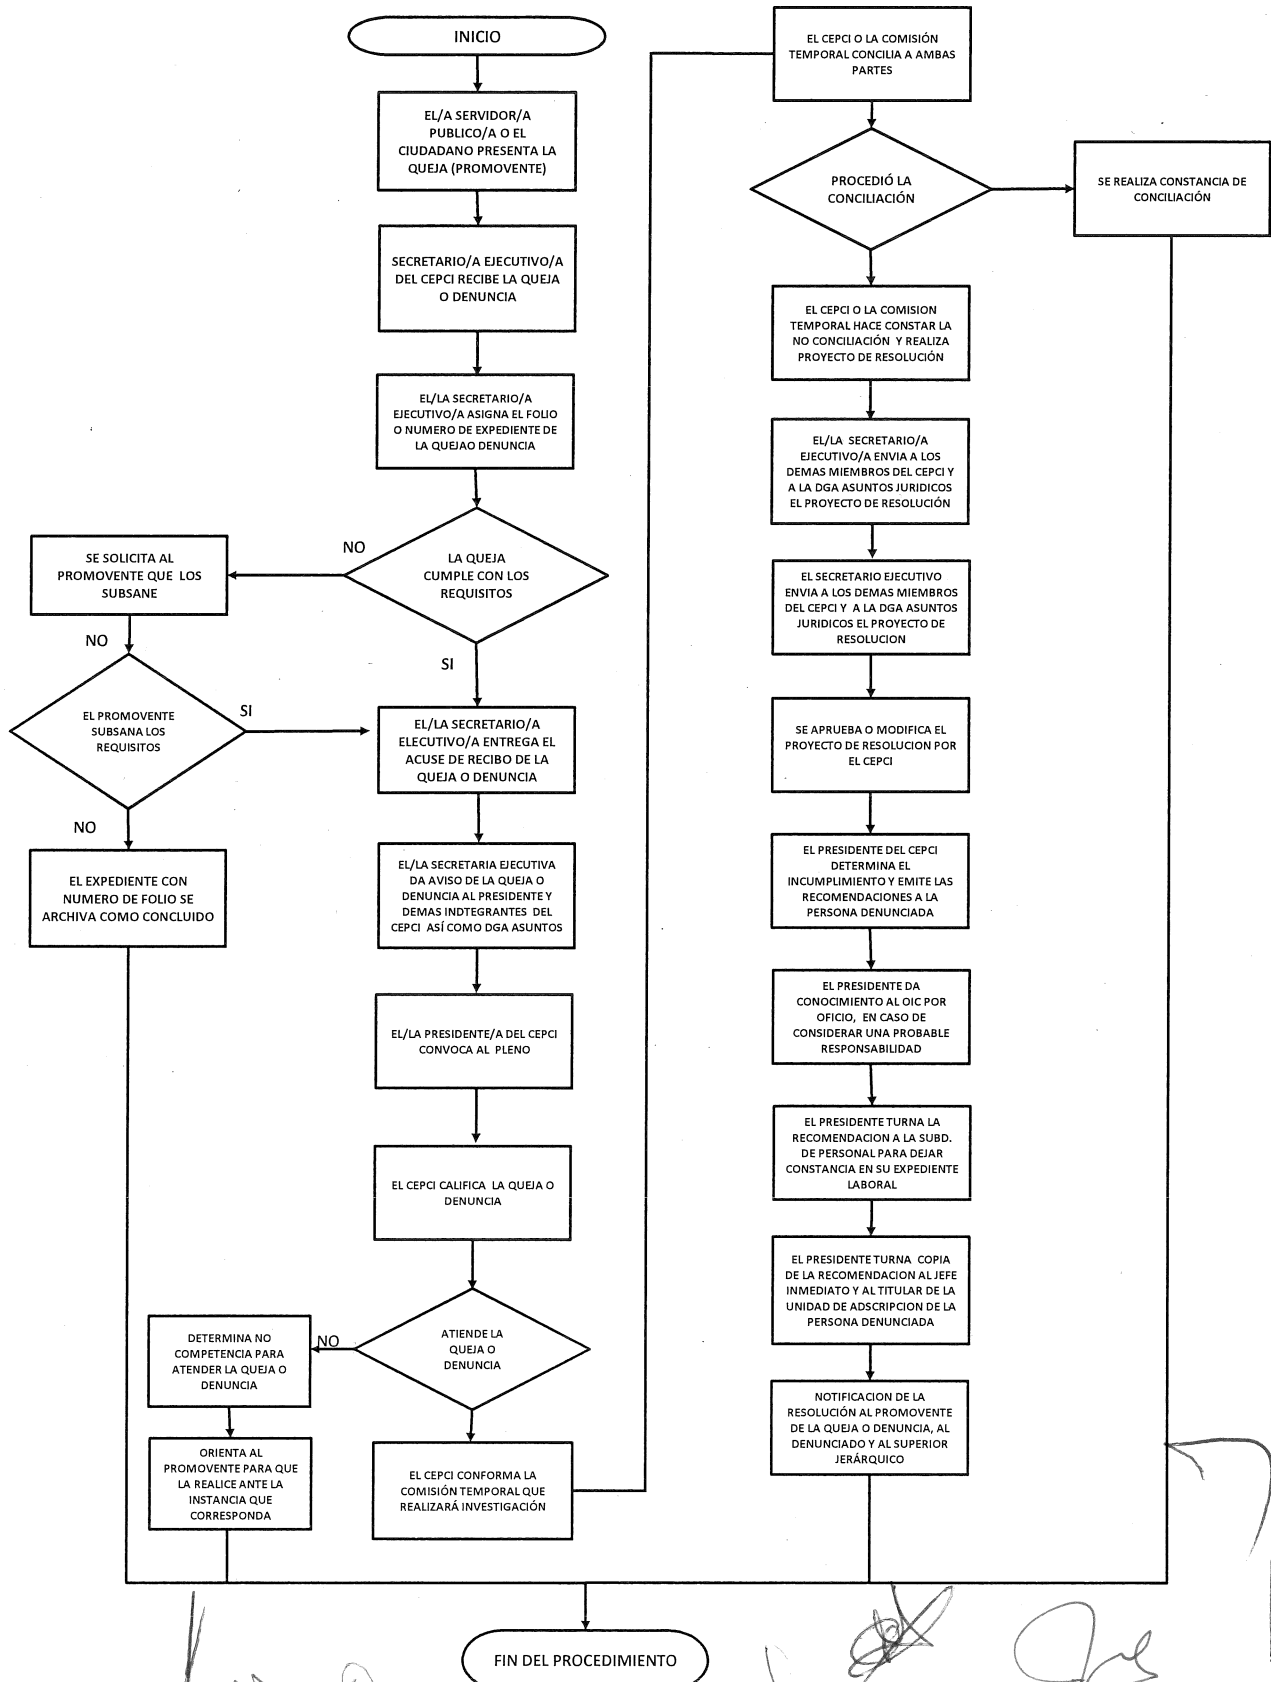 INICIO
EL/A SERVIDOR/A
PUBLICO/A O EL
CIUDADANO PRESENTA LA
QUEJA (PROMOVENTE)
SECRETARIO/A EJECUTIVO/A
DEL CEPCI RECIBE LA QUEJA
O DENUNCIA
EL/LA SECRETARIO/A
EJECUTIVO/A ASIGNA EL FOLIO
O NUMERO DE EXPEDIENTE DE
LA QUEJAO DENUNCIA
LA QUEJA
CUMPLE CON LOS
REQUISITOS
NO
SE SOLICITA AL
PROMOVENTE QUE LOS
SUBSANE
NO
EL PROMOVENTE
SUBSANA LOS
REQUISITOS
SI
NO
EL EXPEDIENTE CON
NUMERO DE FOLIO SE
ARCHIVA COMO CONCLUIDO
SI
EL/LA SECRETARIO/A
ELECUTIVO/A ENTREGA EL
ACUSE DE RECIBO DE LA
QUEJA O DENUNCIA
EL/LA SECRETARIA EJECUTIVA
DA AVISO DE LA QUEJA O
DENUNCIA AL PRESIDENTE Y
DEMAS INDTEGRANTES DEL
CEPCI ASÍ COMO DGA ASUNTOS
EL/LA PRESIDENTE/A DEL CEPCI
CONVOCA AL PLENO
EL CEPCI CALIFICA LA QUEJA O
DENUNCIA
ATIENDE LA
QUEJA O
DENUNCIA
NO
DETERMINA NO
COMPETENCIA PARA
ATENDER LA QUEJA O
DENUNCIA
ORIENTA AL
PROMOVENTE PARA QUE
LA REALICE ANTE LA
INSTANCIA QUE
CORRESPONDA
EL CEPCI CONFORMA LA
COMISIÓN TEMPORAL QUE
REALIZARÁ INVESTIGACIÓN
EL CEPCI O LA COMISIÓN
TEMPORAL CONCILIA A AMBAS
PARTES
PROCEDIÓ LA
CONCILIACIÓN
SE REALIZA CONSTANCIA DE
CONCILIACIÓN
EL CEPCI O LA COMISION
TEMPORAL HACE CONSTAR LA
NO CONCILIACIÓN Y REALIZA
PROYECTO DE RESOLUCIÓN
EL/LA SECRETARIO/A
EJECUTIVO/A ENVIA A LOS
DEMAS MIEMBROS DEL CEPCI Y
A LA DGA ASUNTOS JURIDICOS
EL PROYECTO DE RESOLUCIÓN
EL SECRETARIO EJECUTIVO
ENVIA A LOS DEMAS MIEMBROS
DEL CEPCI Y A LA DGA ASUNTOS
JURIDICOS EL PROYECTO DE
RESOLUCION
SE APRUEBA O MODIFICA EL
PROYECTO DE RESOLUCION POR
EL CEPCI
EL PRESIDENTE DEL CEPCI
DETERMINA EL
INCUMPLIMIENTO Y EMITE LAS
RECOMENDACIONES A LA
PERSONA DENUNCIADA
EL PRESIDENTE DA
CONOCIMIENTO AL OIC POR
OFICIO, EN CASO DE
CONSIDERAR UNA PROBABLE
RESPONSABILIDAD
EL PRESIDENTE TURNA LA
RECOMENDACION A LA SUBD.
DE PERSONAL PARA DEJAR
CONSTANCIA EN SU EXPEDIENTE
LABORAL
EL PRESIDENTE TURNA COPIA
DE LA RECOMENDACION AL JEFE
INMEDIATO Y AL TITULAR DE LA
UNIDAD DE ADSCRIPCION DE LA
PERSONA DENUNCIADA
NOTIFICACION DE LA
RESOLUCIÓN AL PROMOVENTE
DE LA QUEJA O DENUNCIA, AL
DENUNCIADO Y AL SUPERIOR
JERÁRQUICO
FIN DEL PROCEDIMIENTO